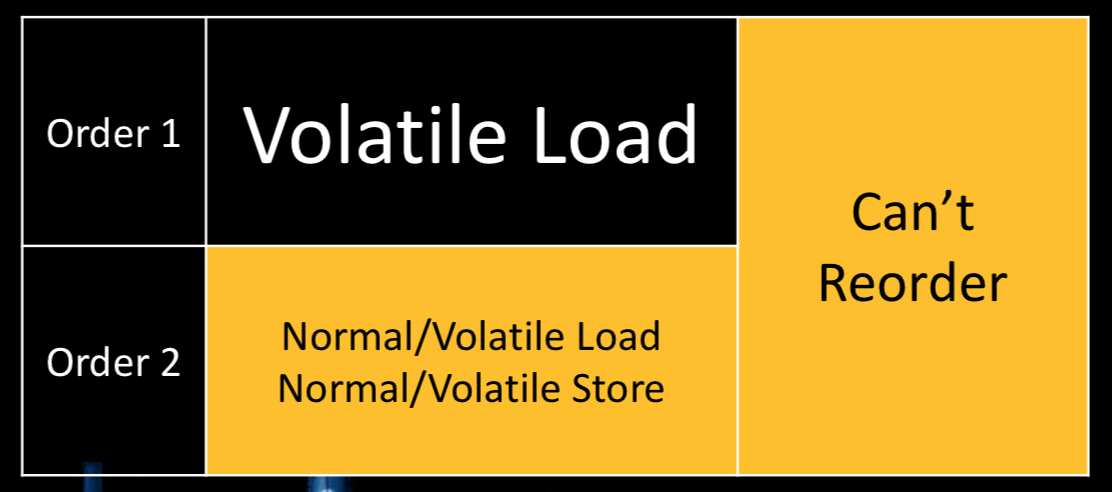 Order 1
Volatile Load
Can’t
Reorder
Order 2
Normal/Volatile Load
Normal/Volatile Store